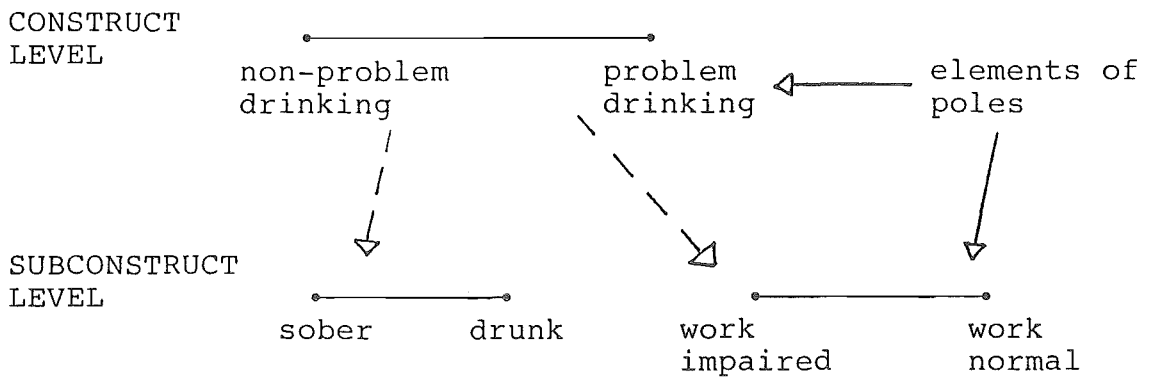 CONSTRUCT
LEVEL
non-problem
drinking
problem
drinking
elements of
poles
SUBCONSTRUCT
LEVEL
sober
drunk
work
impaired
work
normal